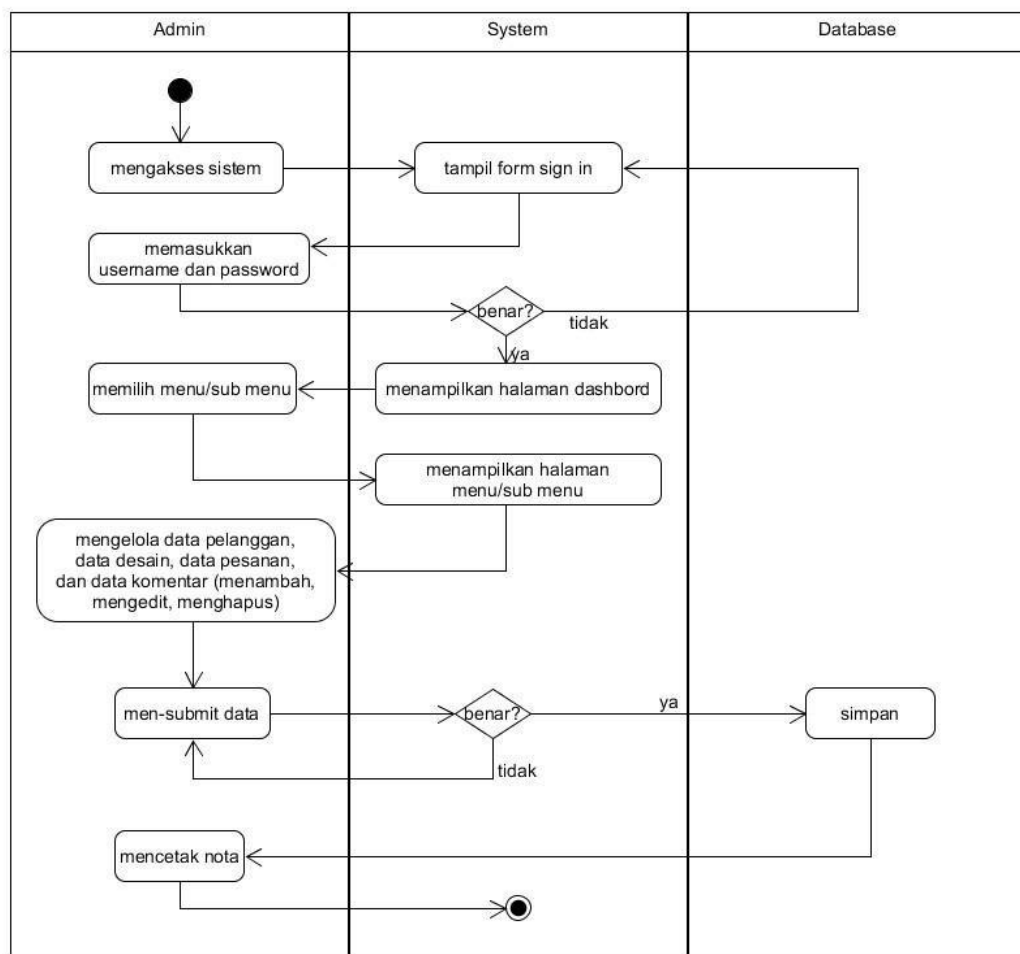 Admin
System
Database
mengakses sistem
tampil form sign in
memasukkan
username dan password
benar?
tidak
ya
memilih menu/sub menu
menampilkan halaman dashbord
menampilkan halaman
menu/sub menu
mengelola data pelanggan,
data desain, data pesanan,
dan data komentar (menambah,
mengedit, menghapus)
men-submit data
benar?
ya
simpan
tidak
mencetak nota